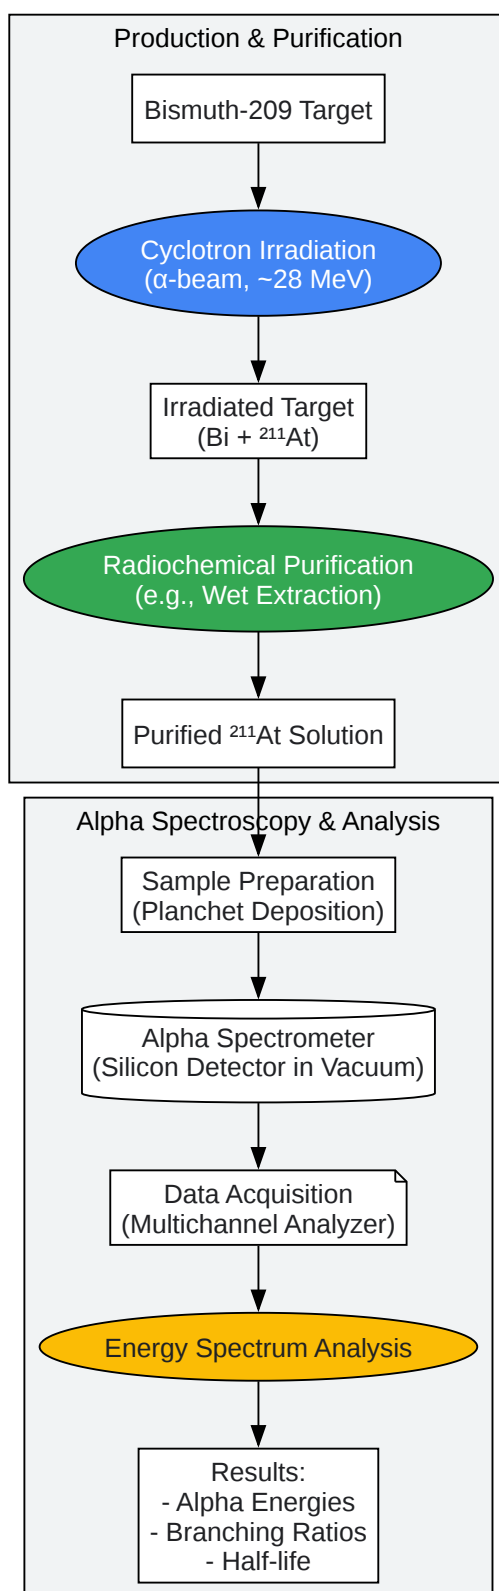 Production & Purification
Bismuth-209 Target
Cyclotron Irradiation
(α-beam, ~28 MeV)
Irradiated Target
(Bi + ²¹¹At)
Radiochemical Purification
(e.g., Wet Extraction)
Purified ²¹¹At Solution
Alpha Spectroscopy & Analysis
Sample Preparation
(Planchet Deposition)
Alpha Spectrometer
(Silicon Detector in Vacuum)
Data Acquisition
(Multichannel Analyzer)
Energy Spectrum Analysis
Results:
- Alpha Energies
- Branching Ratios
- Half-life